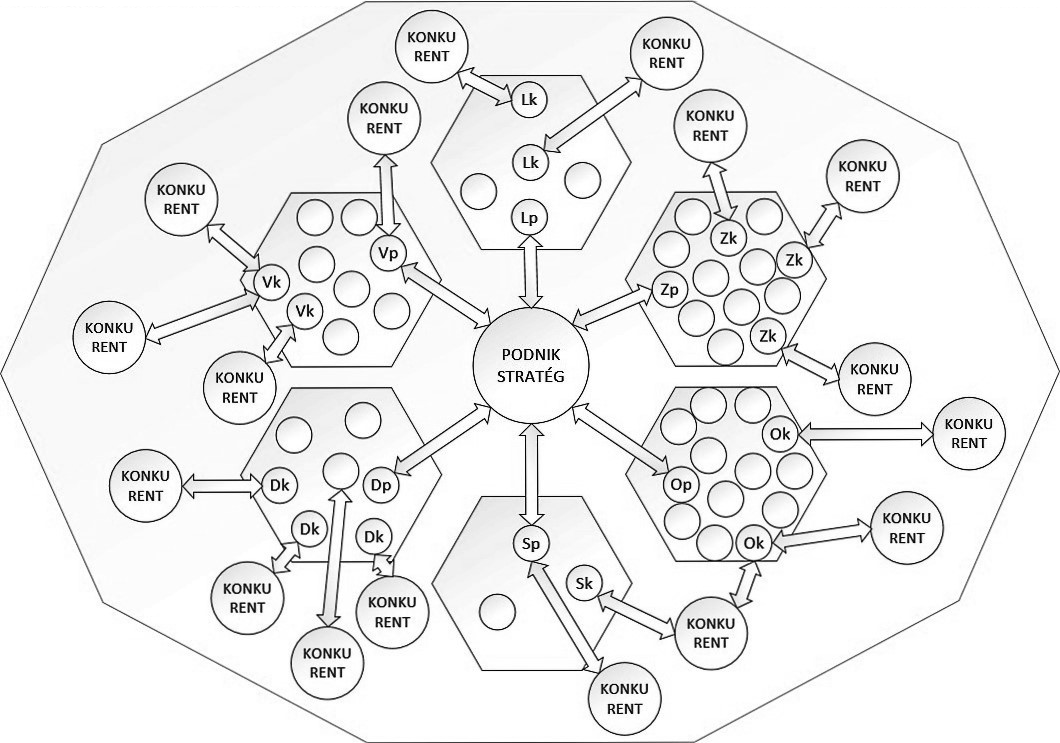 KONKU
RENT
KONKU
RENT
Lk
KONKU
RENT
KONKU
RENT
Lk
KONKU
RENT
KONKU
RENT
Lp
Zk
Vp
Zk
Vk
Zp
Vk
KONKU
RENT
Zk
PODNIK
STRATÉG
KONKU
RENT
KONKU
RENT
KONKU
RENT
Ok
Dk
Dp
Op
KONKU
RENT
Dk
Dk
Sp
Ok
KONKU
RENT
Sk
KONKU
RENT
KONKU
RENT
KONKU
RENT
KONKU
RENT
KONKU
RENT